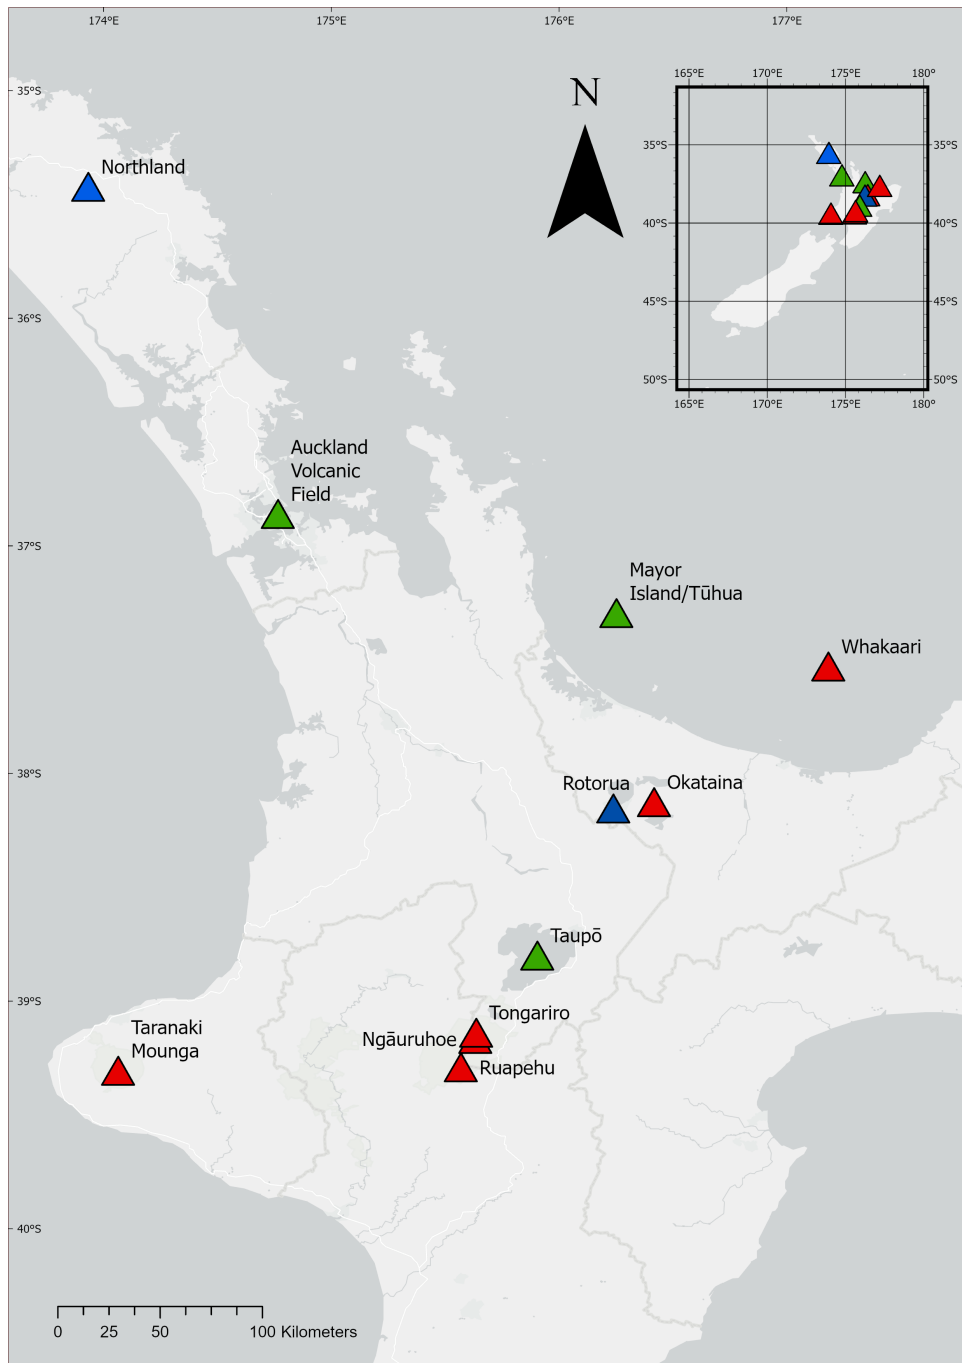 174°E
175°E
176°E
177°E
35°S
36°S
37°S
38°S
39°S
40°S
N
165°E
170°E
175°E
180°
35°S
35°S
40°S
40°S
45°S
45°S
50°S
50°S
165°E
170°E
175°E
180°
Northland
Auckland
Volcanic
Field
Mayor
Island/Tūhua
Whakaari
Rotorua
Okataina
Taupō
Tongariro
Ngāuruhoe
Ruapehu
Taranaki
Mounga
0 25 50 100 Kilometers